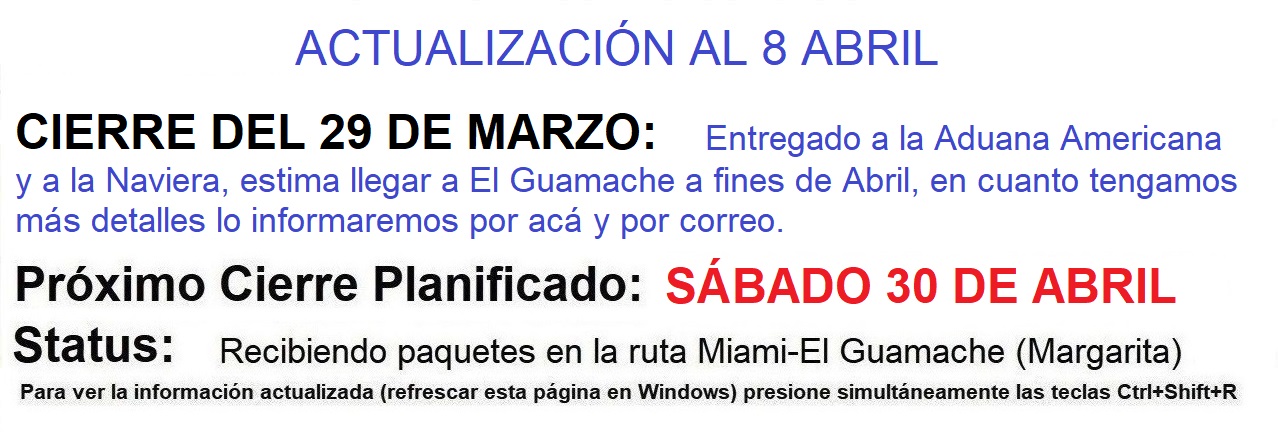 ACTUALIZACIÓN AL 8 ABRIL
CIERRE DEL 29 DE MARZO: Entregado a la Aduana Americana
y a la Naviera, estima llegar a El Guamache a fines de Abril, en cuanto tengamos
más detalles lo informaremos por acá y por correo.
Próximo Cierre Planificado: SÁBADO 30 DE ABRIL
Status: Recibiendo paquetes en la ruta Miami-El Guamache (Margarita)
Para ver la información actualizada (refrescar esta página en Windows) presione simultáneamente las teclas Ctrl+Shift+R